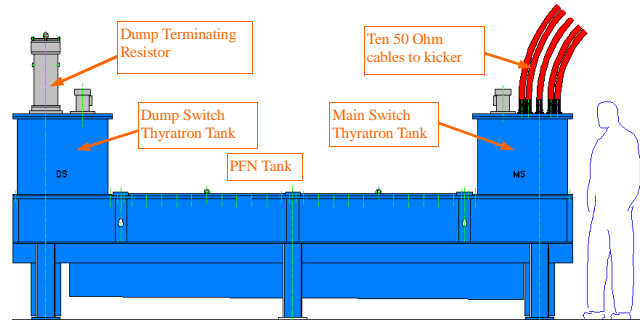 Dump Terminating
Resistor
Ten 50 Ohm
cables to kicker
Dump Switch
Thyratron Tank
Main Switch
Thyratron Tank
PFN Tank
DS
MS